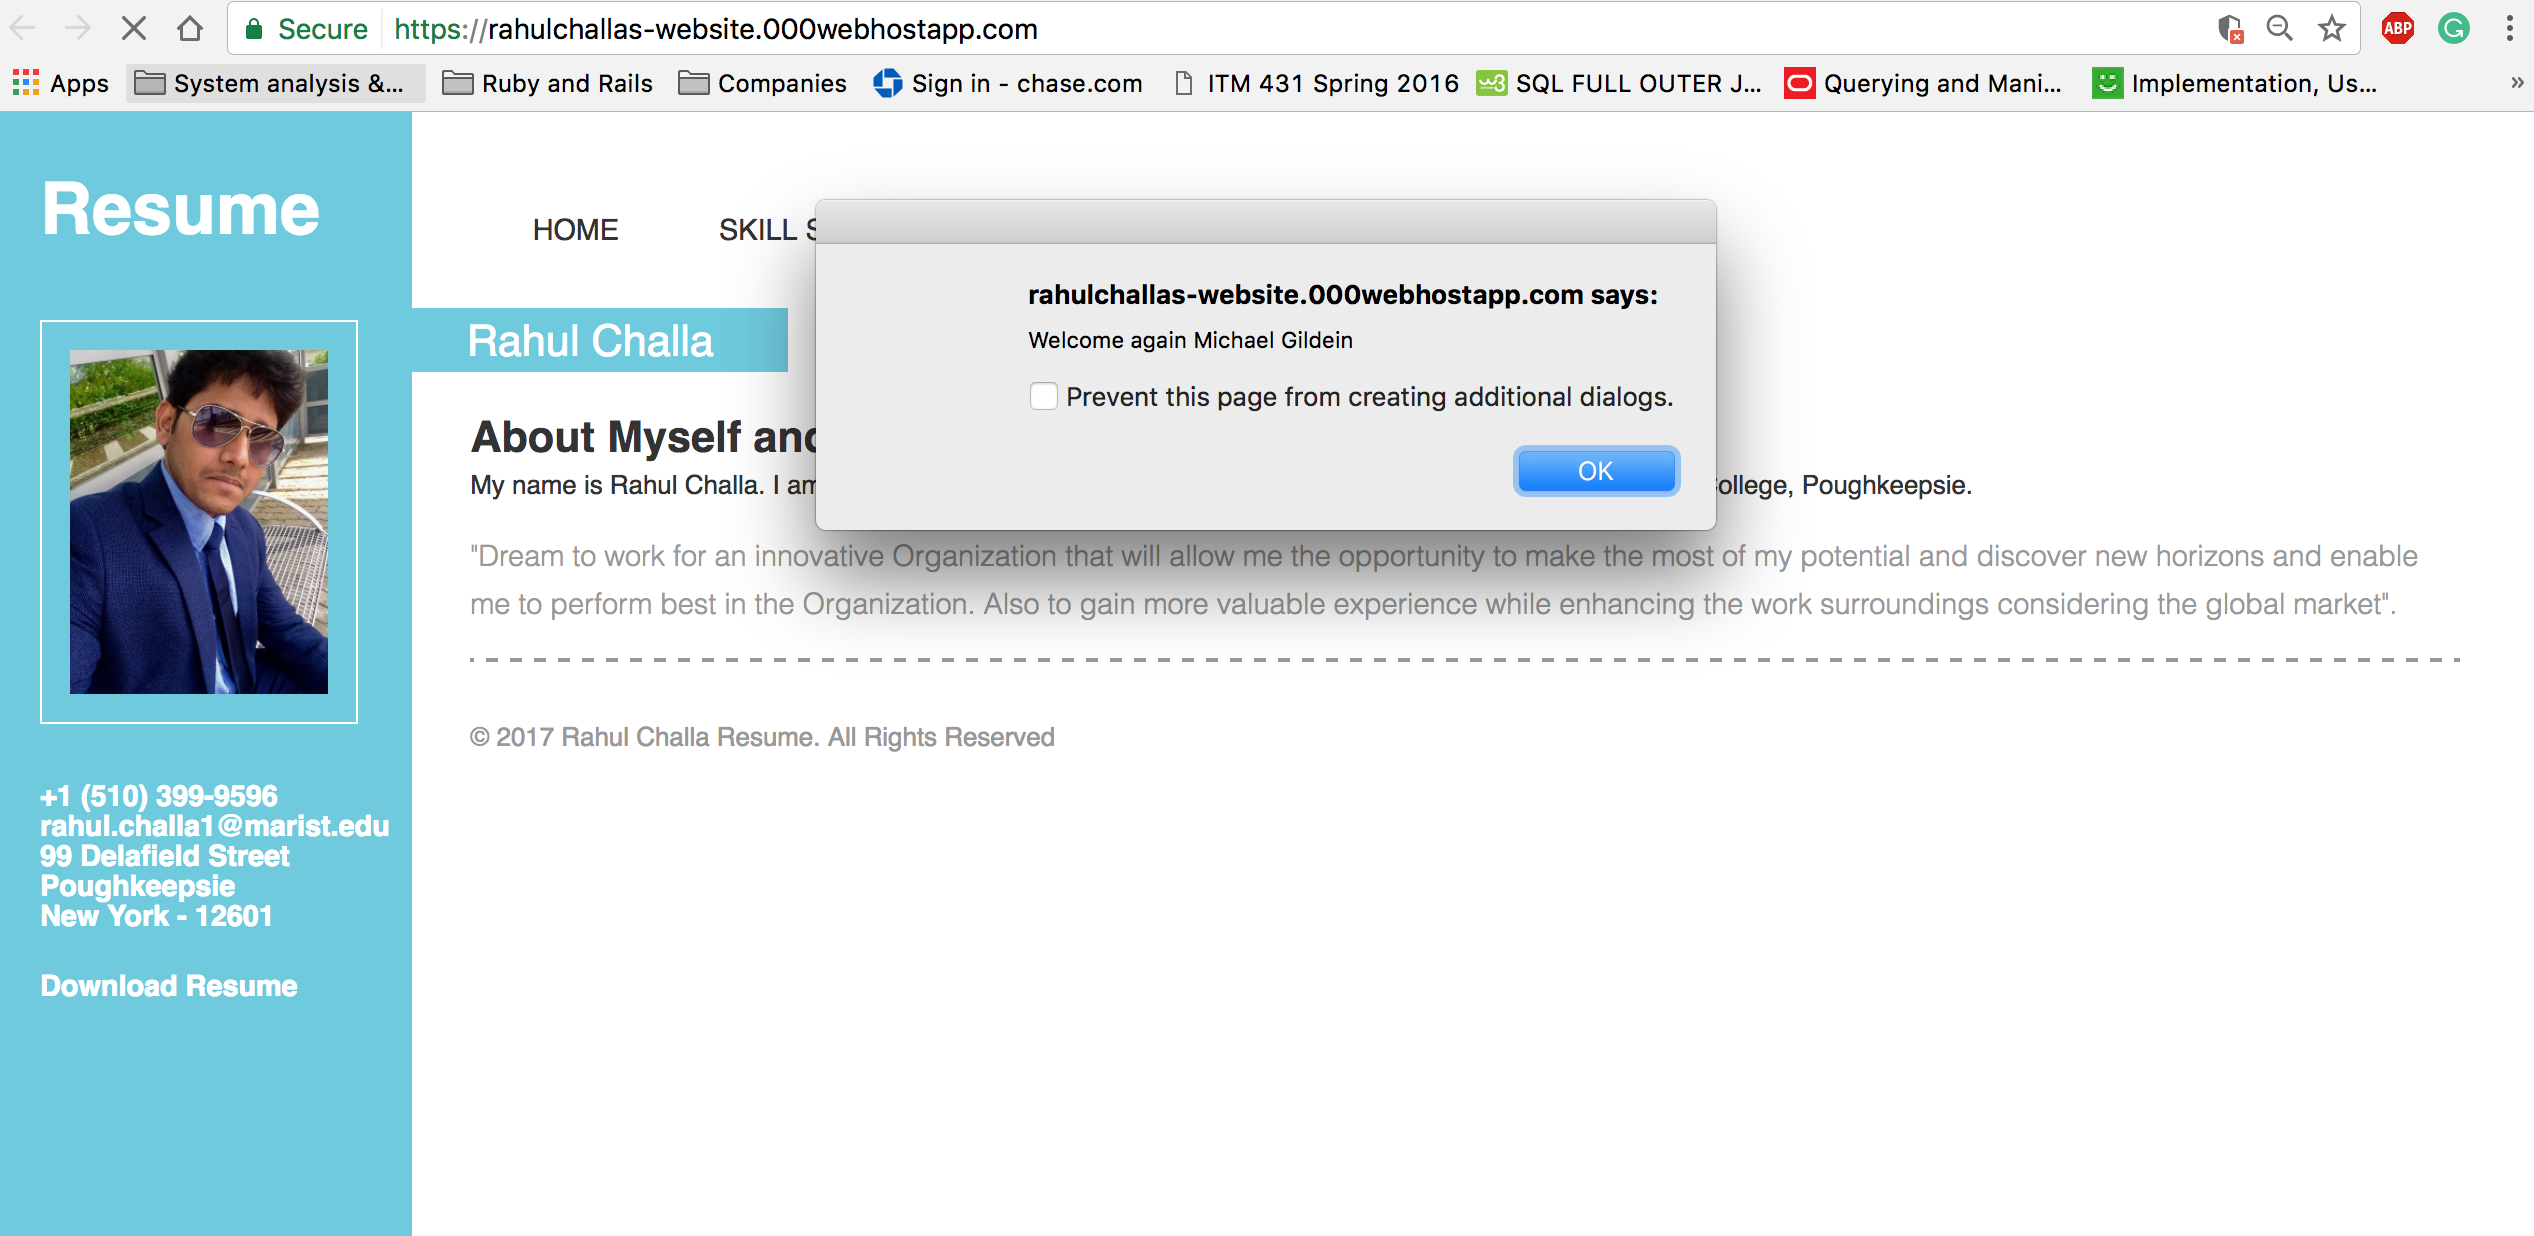 Secure https://rahulchallas-website.000webhostapp.com
ABP
G
Apps System analysis &... Ruby and Rails Companies Sign in - chase.com ITM 431 Spring 2016 w3 SQL FULL OUTER J... Querying and Mani... Implementation, Us... »
Resume
HOME SKILL S
rahulchallas-website.000webhostapp.com says:
Welcome again Michael Gildein
Prevent this page from creating additional dialogs.
OK
Rahul Challa
About Myself and
My name is Rahul Challa. I am ollege, Poughkeepsie.
"Dream to work for an innovative Organization that will allow me the opportunity to make the most of my potential and discover new horizons and enable
me to perform best in the Organization. Also to gain more valuable experience while enhancing the work surroundings considering the global market".
© 2017 Rahul Challa Resume. All Rights Reserved
+1 (510) 399-9596
rahul.challa1@marist.edu
99 Delafield Street
Poughkeepsie
New York - 12601
Download Resume